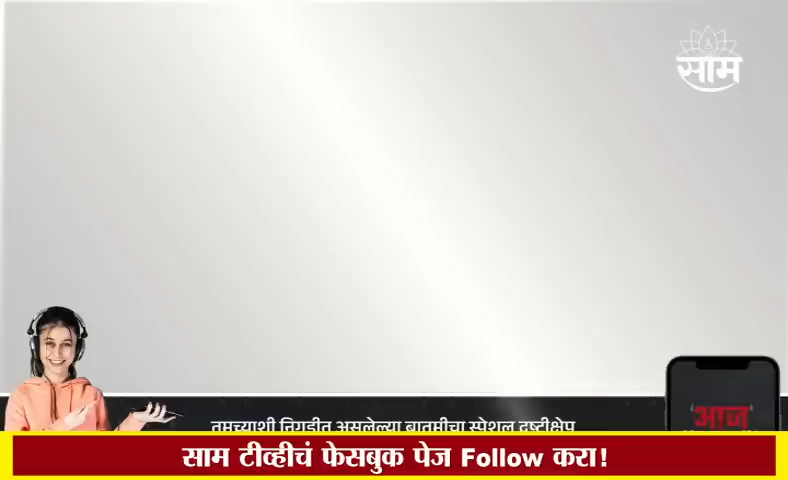 साम
तुमच्याशी निगडीत असलेल्या बातमीचा स्पेशल दृष्टीक्षेप
'आज'
साम टीव्हीचं फेसबुक पेज Follow करा!